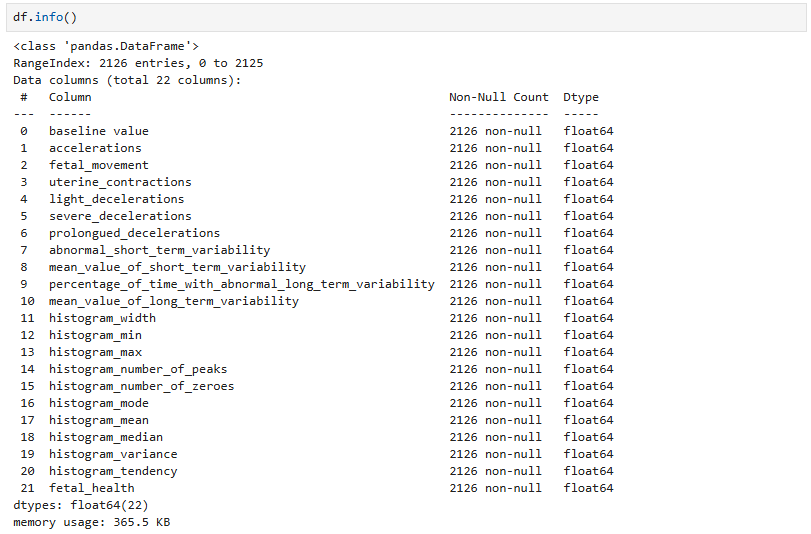 df.info()
<class 'pandas.DataFrame'>
RangeIndex: 2126 entries, 0 to 2125
Data columns (total 22 columns):
 #   Column                                                  Non-Null Count  Dtype
---  ------                                                  --------------  -----
 0   baseline value                                          2126 non-null   float64
 1   accelerations                                           2126 non-null   float64
 2   fetal_movement                                          2126 non-null   float64
 3   uterine_contractions                                    2126 non-null   float64
 4   light_decelerations                                     2126 non-null   float64
 5   severe_decelerations                                    2126 non-null   float64
 6   prolongued_decelerations                                2126 non-null   float64
 7   abnormal_short_term_variability                         2126 non-null   float64
 8   mean_value_of_short_term_variability                    2126 non-null   float64
 9   percentage_of_time_with_abnormal_long_term_variability  2126 non-null   float64
 10  mean_value_of_long_term_variability                     2126 non-null   float64
 11  histogram_width                                         2126 non-null   float64
 12  histogram_min                                           2126 non-null   float64
 13  histogram_max                                           2126 non-null   float64
 14  histogram_number_of_peaks                               2126 non-null   float64
 15  histogram_number_of_zeroes                              2126 non-null   float64
 16  histogram_mode                                          2126 non-null   float64
 17  histogram_mean                                          2126 non-null   float64
 18  histogram_median                                        2126 non-null   float64
 19  histogram_variance                                      2126 non-null   float64
 20  histogram_tendency                                      2126 non-null   float64
 21  fetal_health                                            2126 non-null   float64
dtypes: float64(22)
memory usage: 365.5 KB